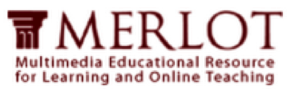 MERLOT
Multimedia Educational Resource
for Learning and Online Teaching